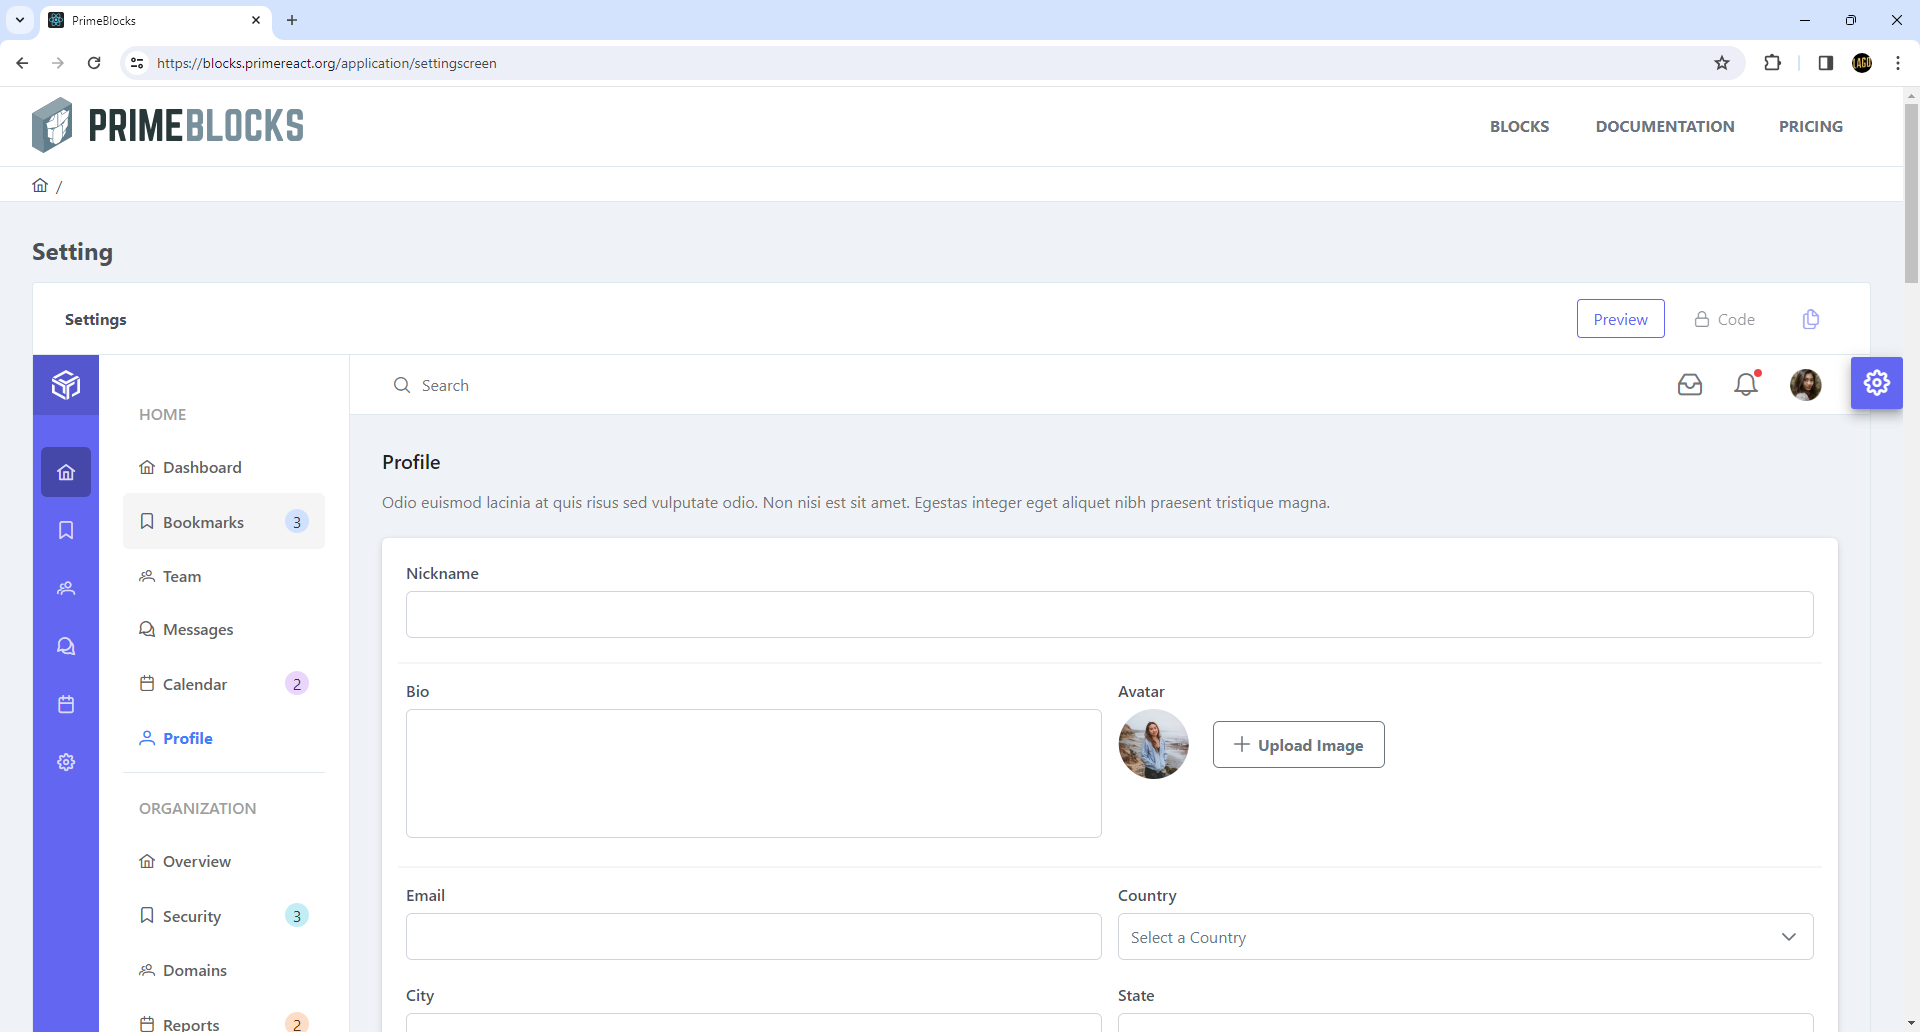 PrimeBlocks
https://blocks.primereact.org/application/settingscreen
LAGU
PRIMEBLOCKS
BLOCKS DOCUMENTATION PRICING
/
Setting
Settings
Preview
Code
Search
HOME
Dashboard
Bookmarks 3
Team
Messages
Calendar 2
Profile
ORGANIZATION
Overview
Security 3
Domains
Reports 2
Profile
Odio euismod lacinia at quis risus sed vulputate odio. Non nisi est sit amet. Egestas integer eget aliquet nibh praesent tristique magna.
Nickname
Bio
Avatar
Upload Image
Email
Country
Select a Country
City
State